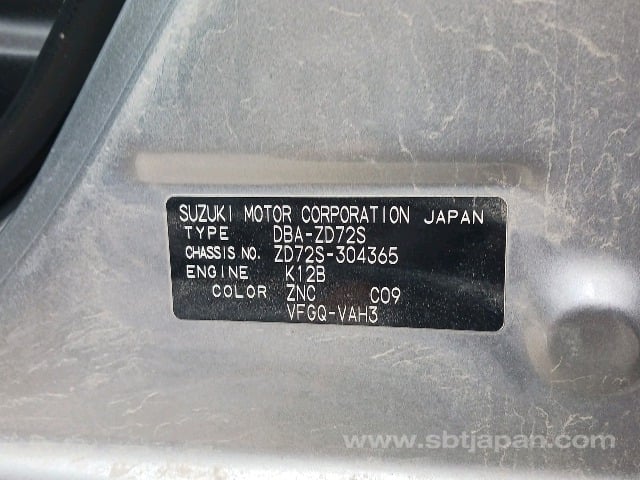 SUZUKI MOTOR CORPORATION JAPAN
TYPE DBA-ZD72S
CHASSIS NO. ZD72S-304365
ENGINE K12B
COLOR ZNC C09
VFGQ-VAH3
www.sbtjapan.com